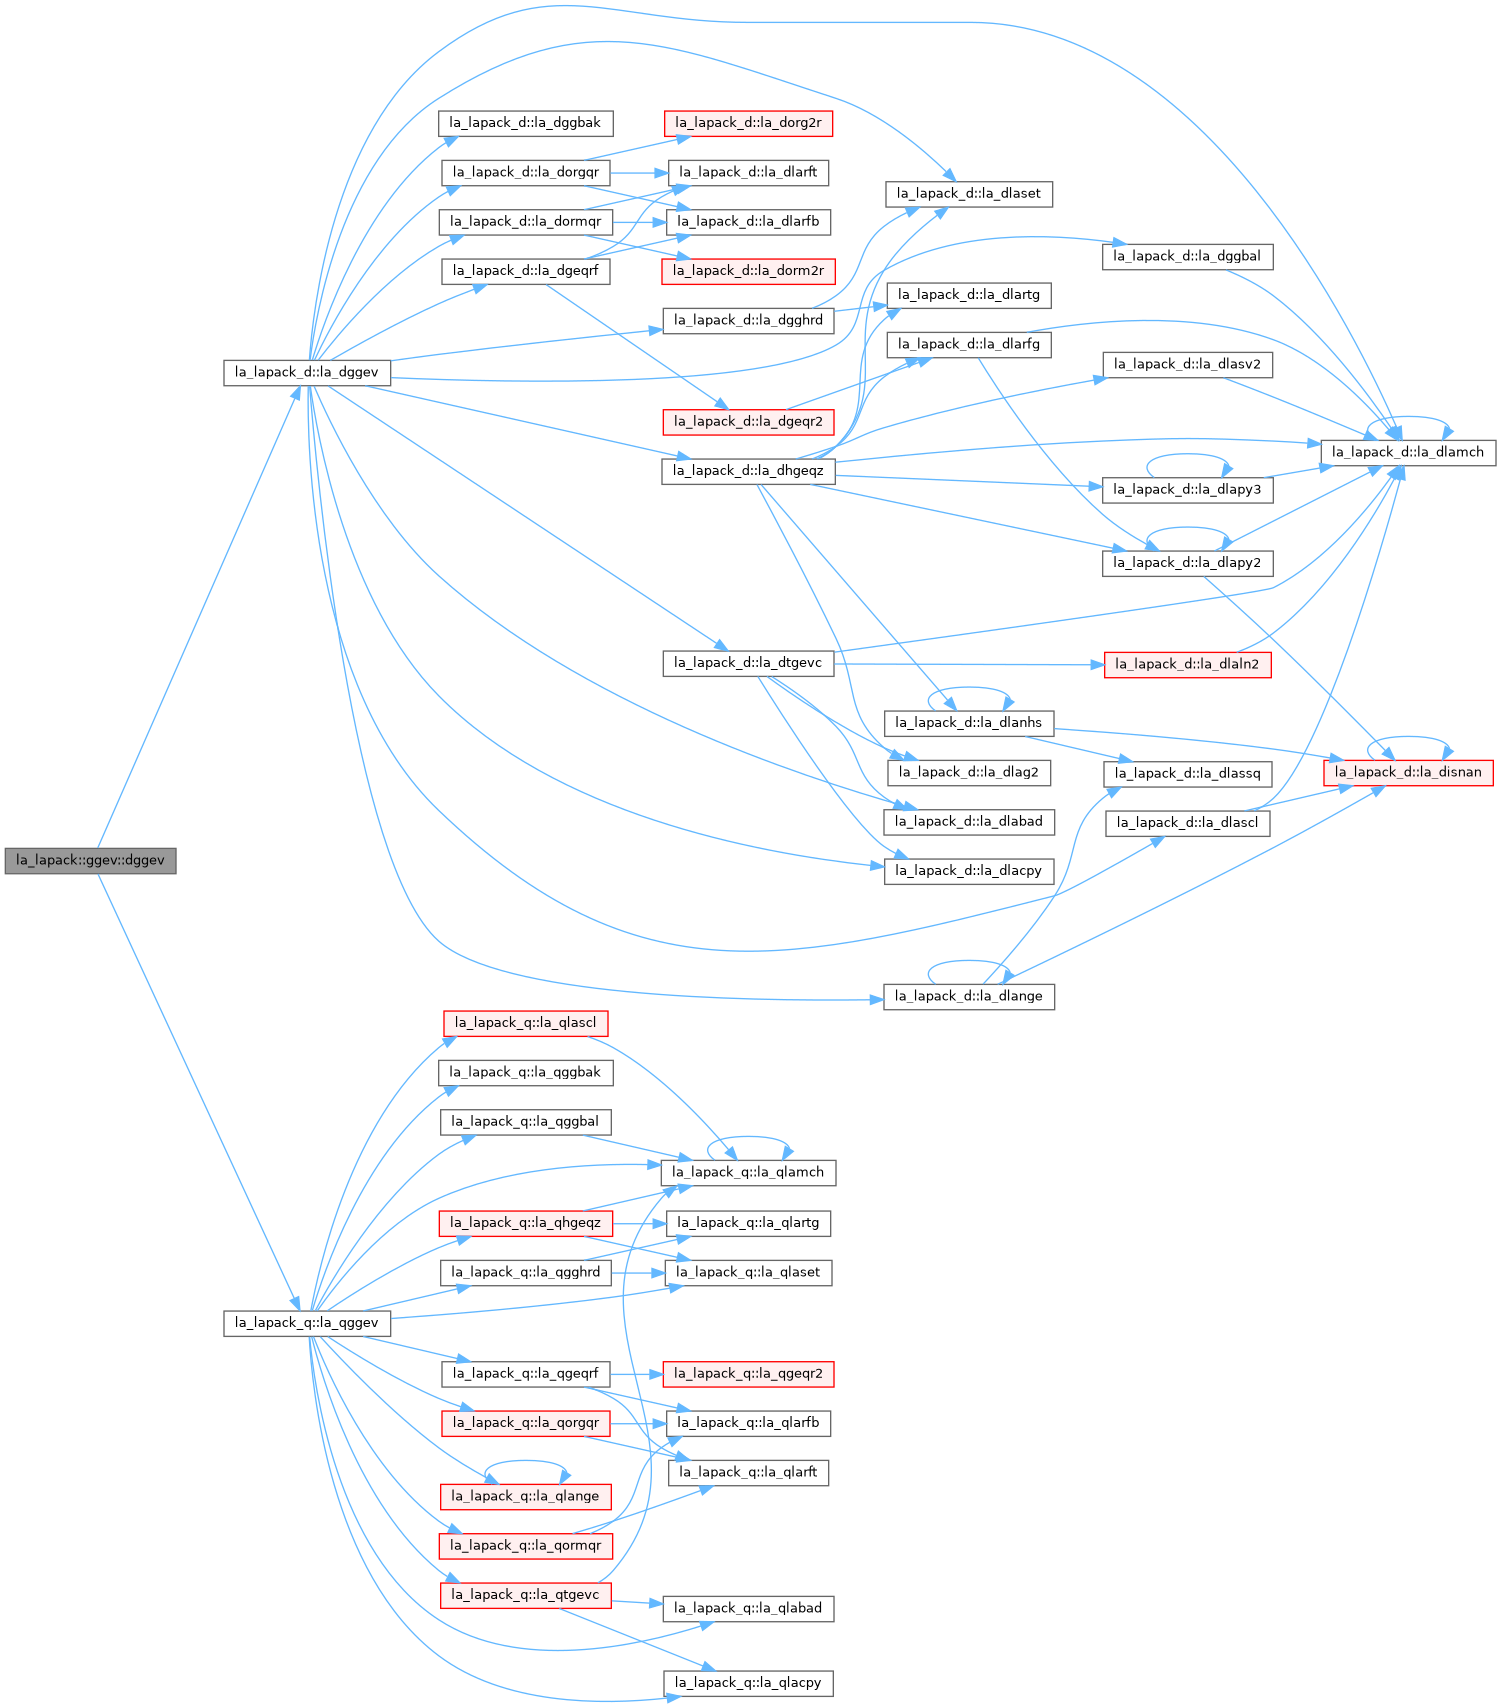 la_lapack_d::la_dggbak
la_lapack_d::la_dorg2r
la_lapack_d::la_dorgqr
la_lapack_d::la_dlarft
la_lapack_d::la_dlaset
la_lapack_d::la_dormqr
la_lapack_d::la_dlarfb
la_lapack_d::la_dggbal
la_lapack_d::la_dgeqrf
la_lapack_d::la_dorm2r
la_lapack_d::la_dlartg
la_lapack_d::la_dgghrd
la_lapack_d::la_dlarfg
la_lapack_d::la_dlasv2
la_lapack_d::la_dggev
la_lapack_d::la_dgeqr2
la_lapack_d::la_dlamch
la_lapack_d::la_dhgeqz
la_lapack_d::la_dlapy3
la_lapack_d::la_dlapy2
la_lapack_d::la_dtgevc
la_lapack_d::la_dlaln2
la_lapack_d::la_dlanhs
la_lapack_d::la_dlag2
la_lapack_d::la_dlassq
la_lapack_d::la_disnan
la_lapack_d::la_dlabad
la_lapack_d::la_dlascl
la_lapack::ggev::dggev
la_lapack_d::la_dlacpy
la_lapack_d::la_dlange
la_lapack_q::la_qlascl
la_lapack_q::la_qggbak
la_lapack_q::la_qggbal
la_lapack_q::la_qlamch
la_lapack_q::la_qhgeqz
la_lapack_q::la_qlartg
la_lapack_q::la_qgghrd
la_lapack_q::la_qlaset
la_lapack_q::la_qggev
la_lapack_q::la_qgeqrf
la_lapack_q::la_qgeqr2
la_lapack_q::la_qorgqr
la_lapack_q::la_qlarfb
la_lapack_q::la_qlarft
la_lapack_q::la_qlange
la_lapack_q::la_qormqr
la_lapack_q::la_qtgevc
la_lapack_q::la_qlabad
la_lapack_q::la_qlacpy